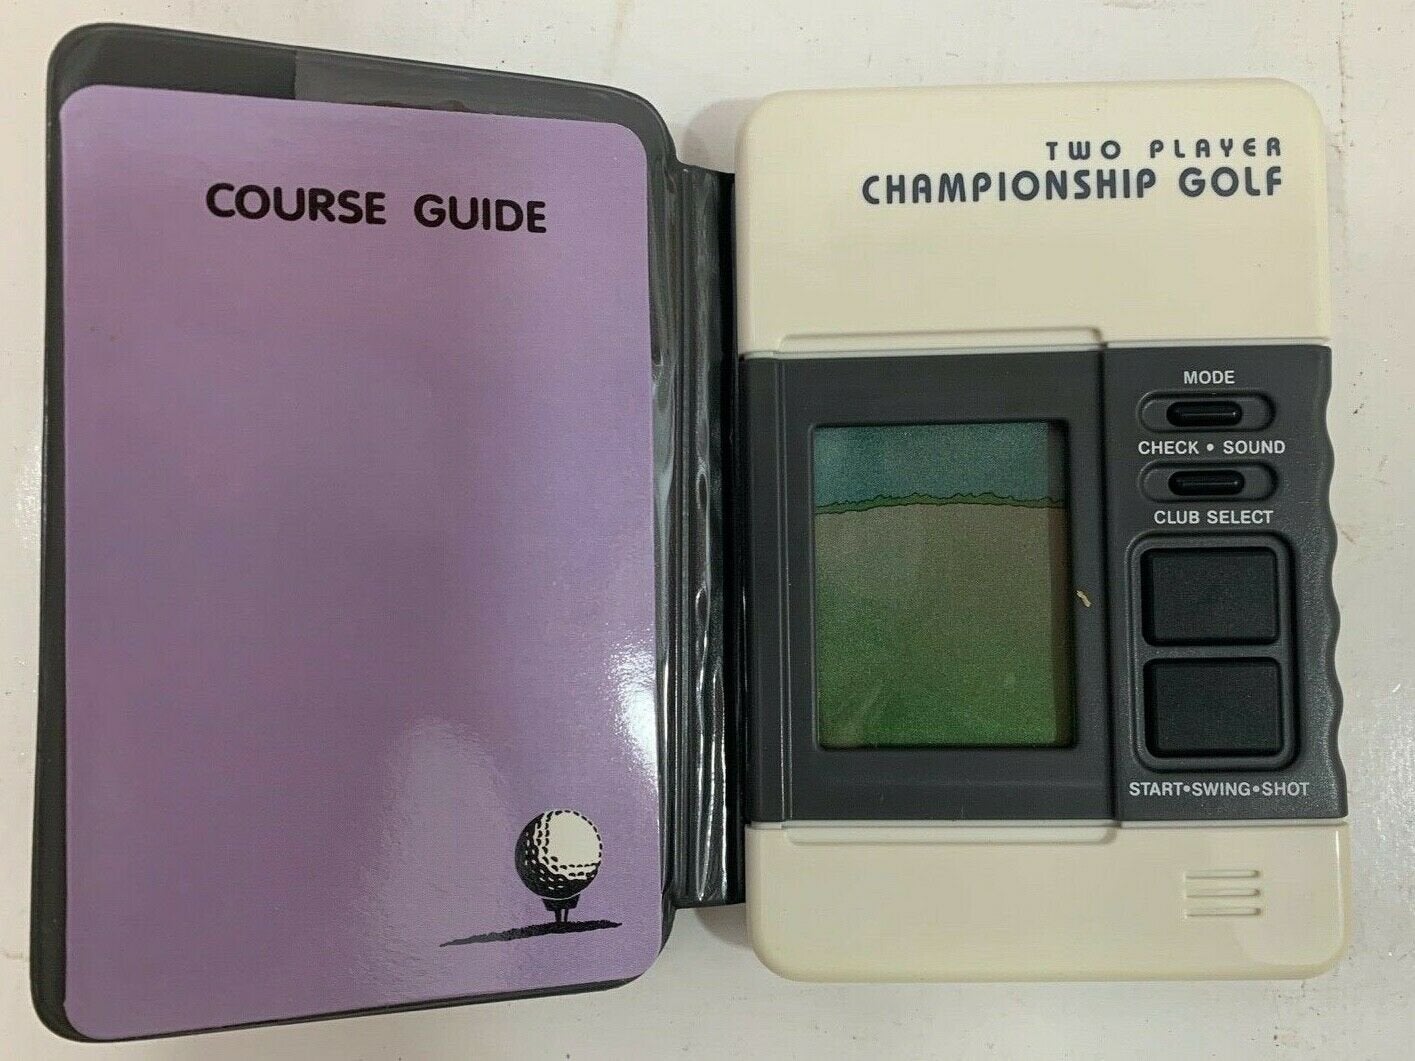 COURSE GUIDE
TWO PLAYER
CHAMPIONSHIP GOLF
MODE
CHECK • SOUND
CLUB SELECT
START•SWING•SHOT